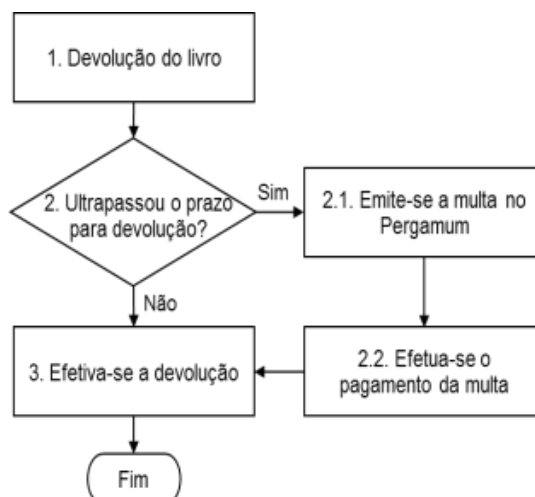 1. Devolução do livro
2. Ultrapassou o prazo
para devolução?
Sim
2.1. Emite-se a multa no
Pergamum
Não
2.2. Efetua-se o
pagamento da multa
3. Efetiva-se a devolução
Fim